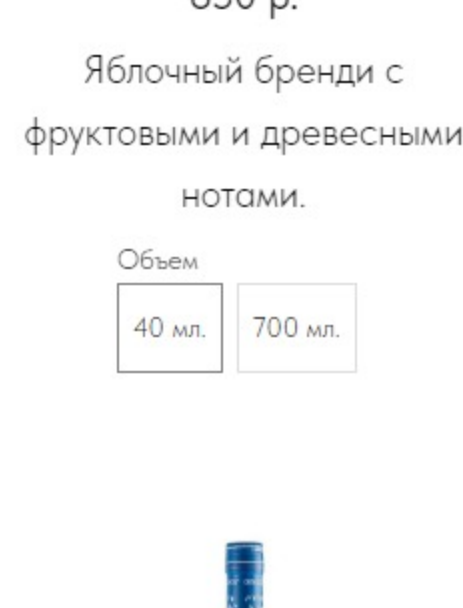 р.
Яблочный бренди с
фруктовыми и древесными
нотами.
Объем
40 мл.
700 мл.